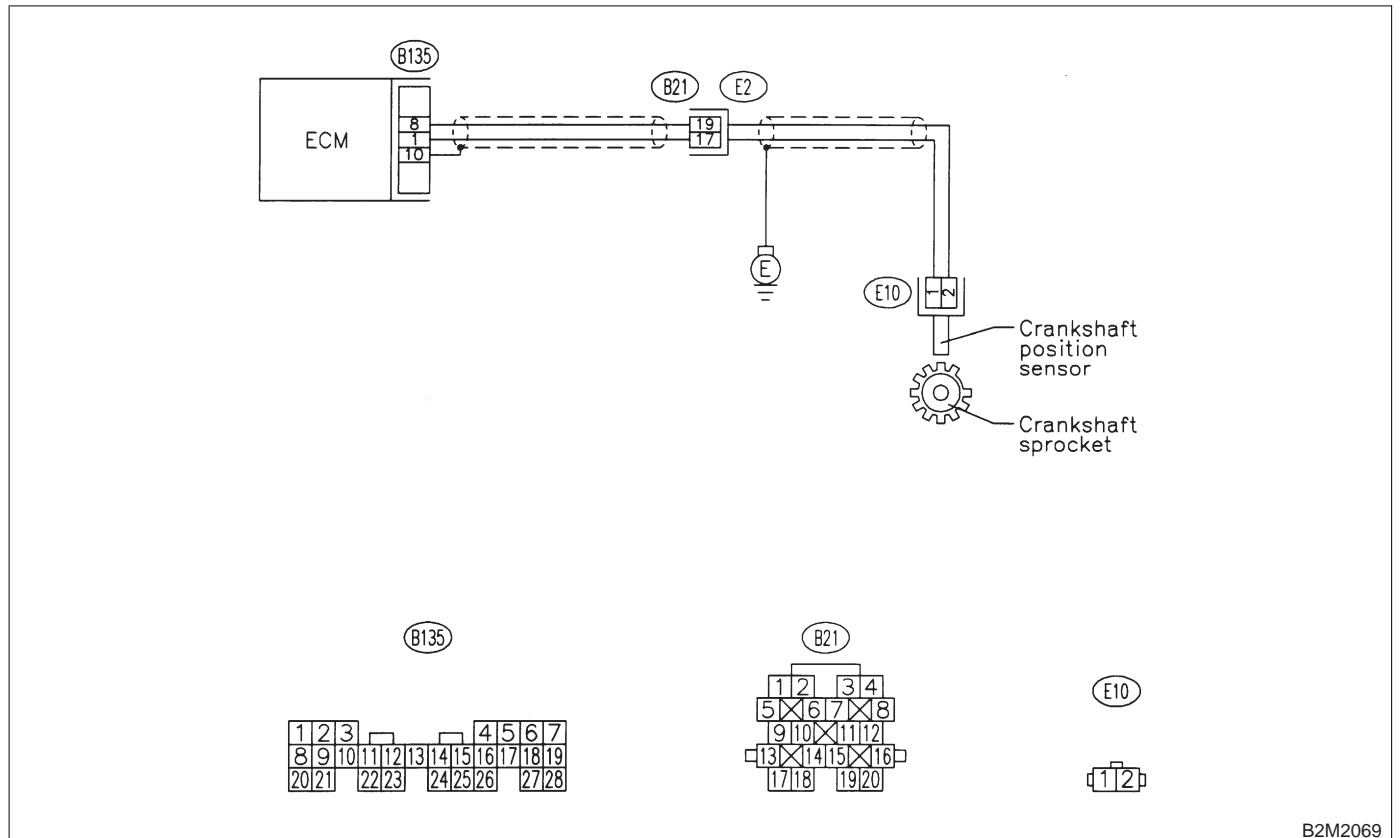 B135
B21 E2
ECM
8
1
10
19
17
E
E10
1 2
Crankshaft
position
sensor
Crankshaft
sprocket
B135
1 2 3 4 5 6 7
8 9 10 11 12 13 14 15 16 17 18 19
20 21 22 23 24 25 26 27 28
B21
1 2 3 4
5 6 7 8
9 10 11 12
13 14 15 16
17 18 19 20
E10
1 2
B2M2069